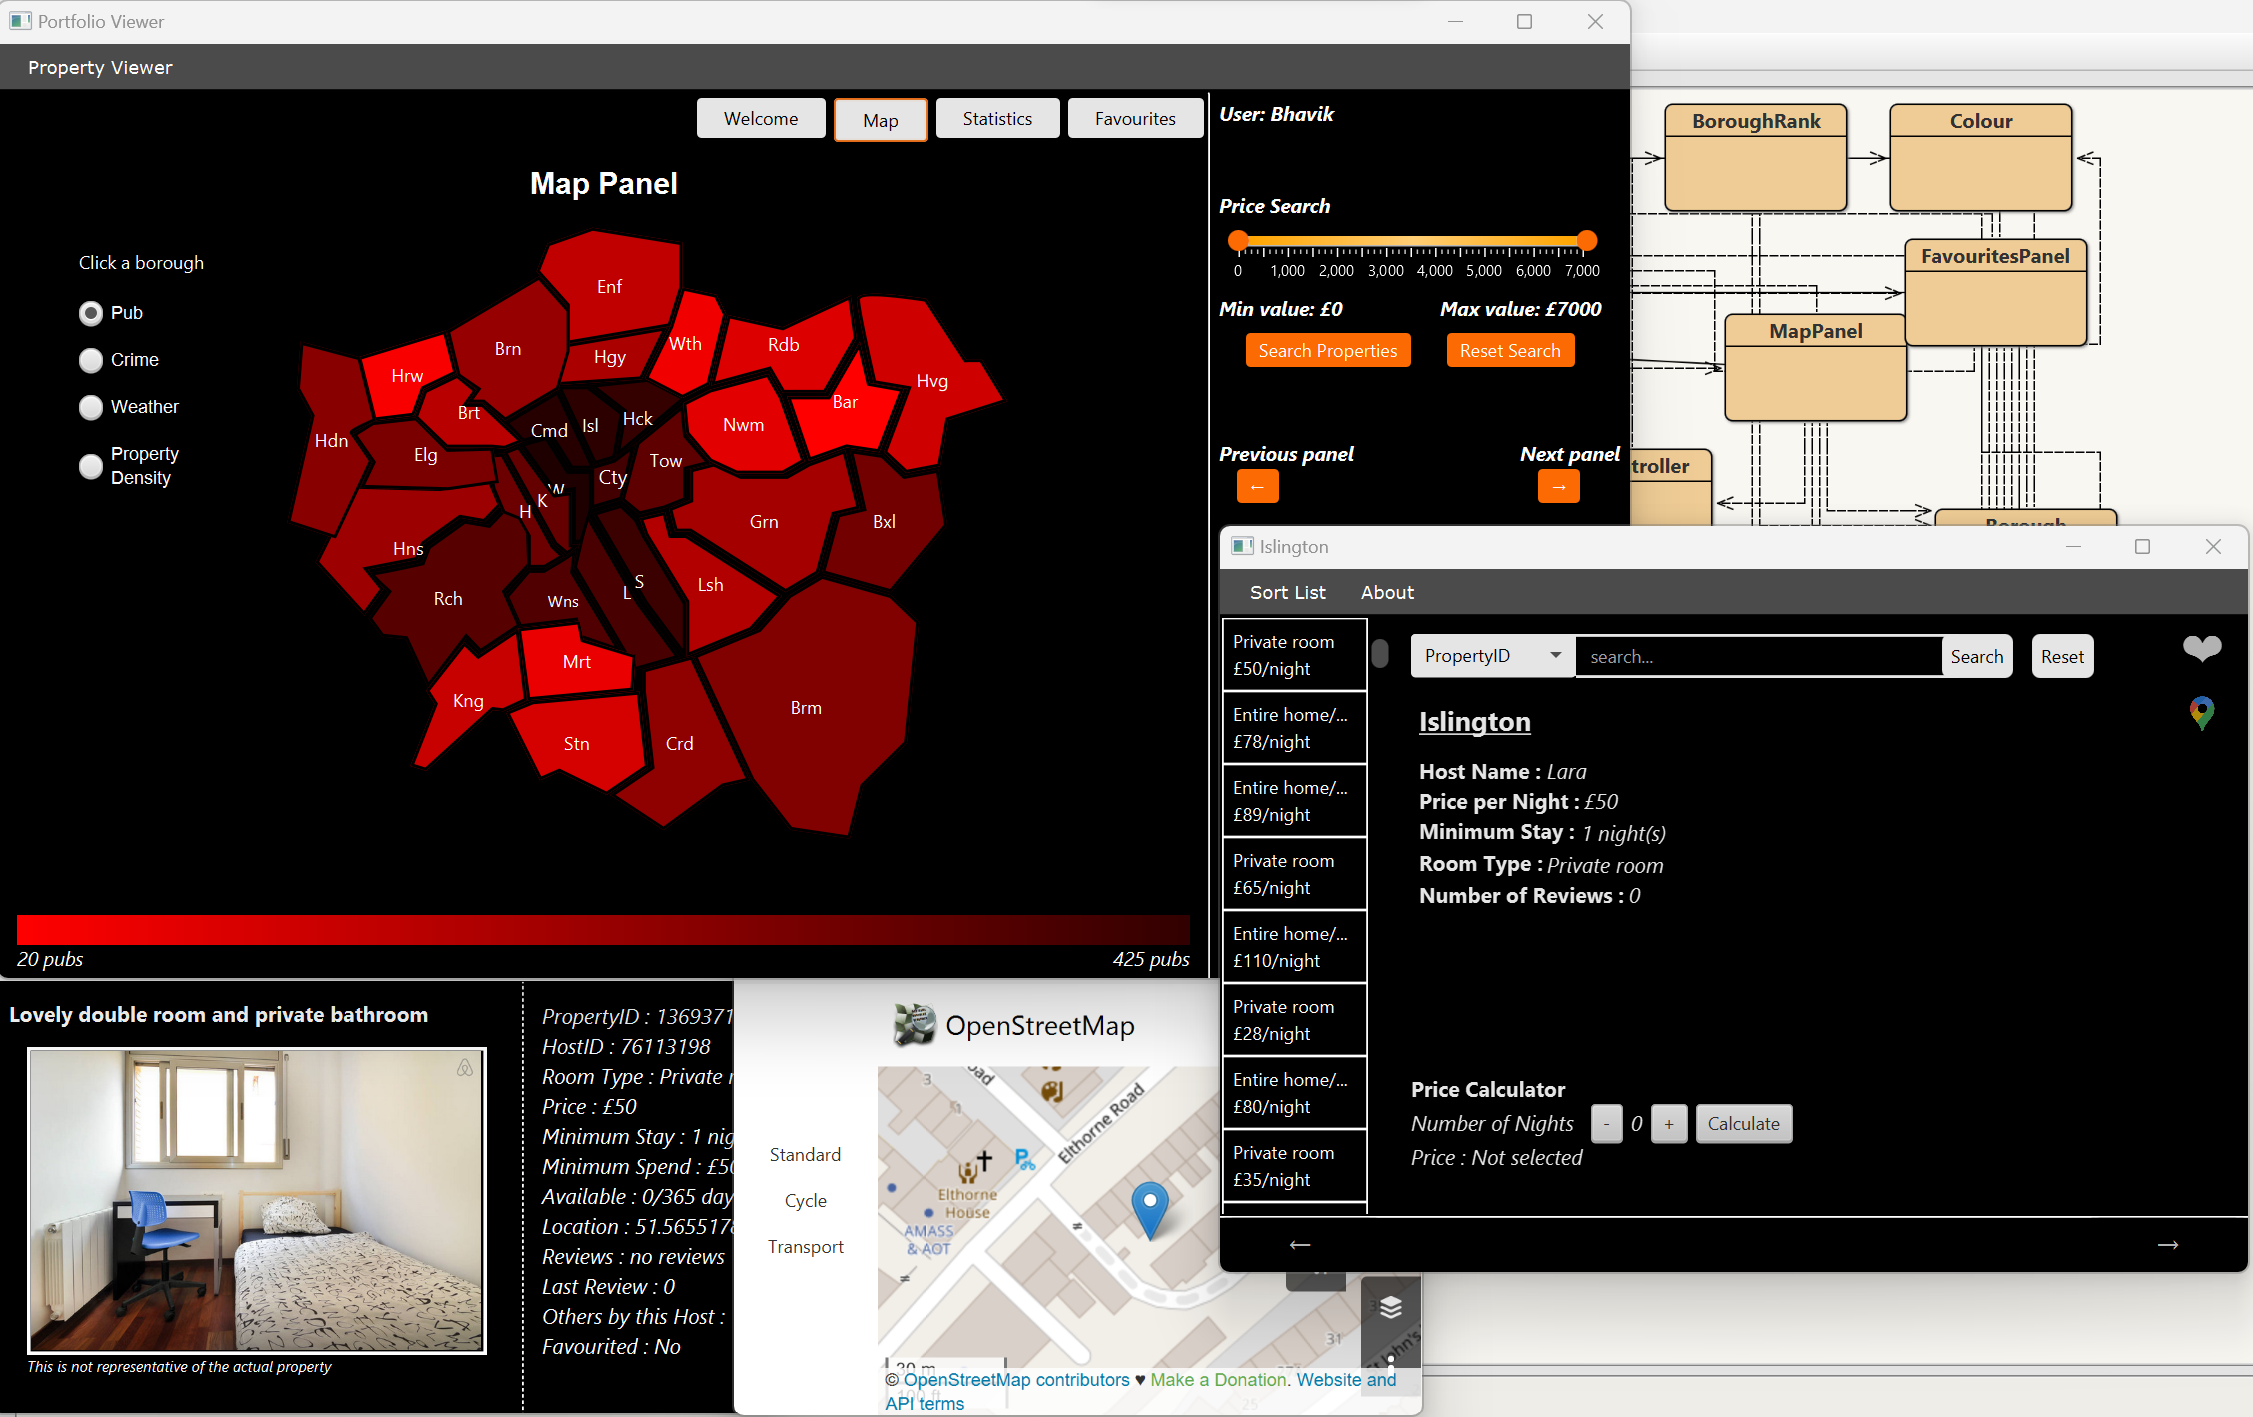 Portfolio Viewer
Property Viewer
Welcome
Map
Statistics
Favourites
Map Panel
Click a borough
Pub
Crime
Weather
Property
Density
Enf
Brn
Hgy
Wth
Rdb
Hvg
Hrw
Brt
Bar
Hdn
Elg
Cmd
Isl
Hck
Nwm
Tow
Cty
W
K
H
Grn
Bxl
Hns
Rch
Wns
L
S
Lsh
Mrt
Kng
Stn
Crd
Brm
20 pubs
425 pubs
User: Bhavik
Price Search
0 1,000 2,000 3,000 4,000 5,000 6,000 7,000
Min value: £0
Max value: £7000
Search Properties
Reset Search
Previous panel
Next panel
←
→
BoroughRank
Colour
FavouritesPanel
MapPanel
troller
Borough
Islington
Sort List
About
Private room
£50/night
Entire home/...
£78/night
Entire home/...
£89/night
Private room
£65/night
Entire home/...
£110/night
Private room
£28/night
Entire home/...
£80/night
Private room
£35/night
PropertyID
search...
Search
Reset
Islington
Host Name : Lara
Price per Night : £50
Minimum Stay : 1 night(s)
Room Type : Private room
Number of Reviews : 0
Price Calculator
Number of Nights - 0 + Calculate
Price : Not selected
←
→
Lovely double room and private bathroom
This is not representative of the actual property
PropertyID : 1369371
HostID : 76113198
Room Type : Private r
Price : £50
Minimum Stay : 1 nig
Minimum Spend : £50
Available : 0/365 day
Location : 51.5655178
Reviews : no reviews
Last Review : 0
Others by this Host :
Favourited : No
OpenStreetMap
Standard
Cycle
Transport
3
oad
Elthorne Road
Elthorne
House
AMASS
& AOT
31
St John's
30 m
100 ft
25
© OpenStreetMap contributors ♥ Make a Donation. Website and
API terms